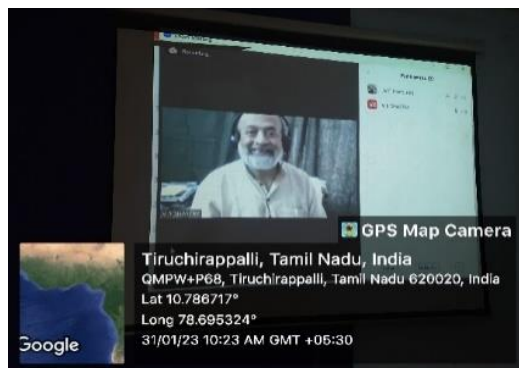 Recording
GPS Map Camera
Tiruchirappalli, Tamil Nadu, India
QMPW+P68, Tiruchirappalli, Tamil Nadu 620020, India
Lat 10.786717°
Long 78.695324°
31/01/23 10:23 AM GMT +05:30
Google